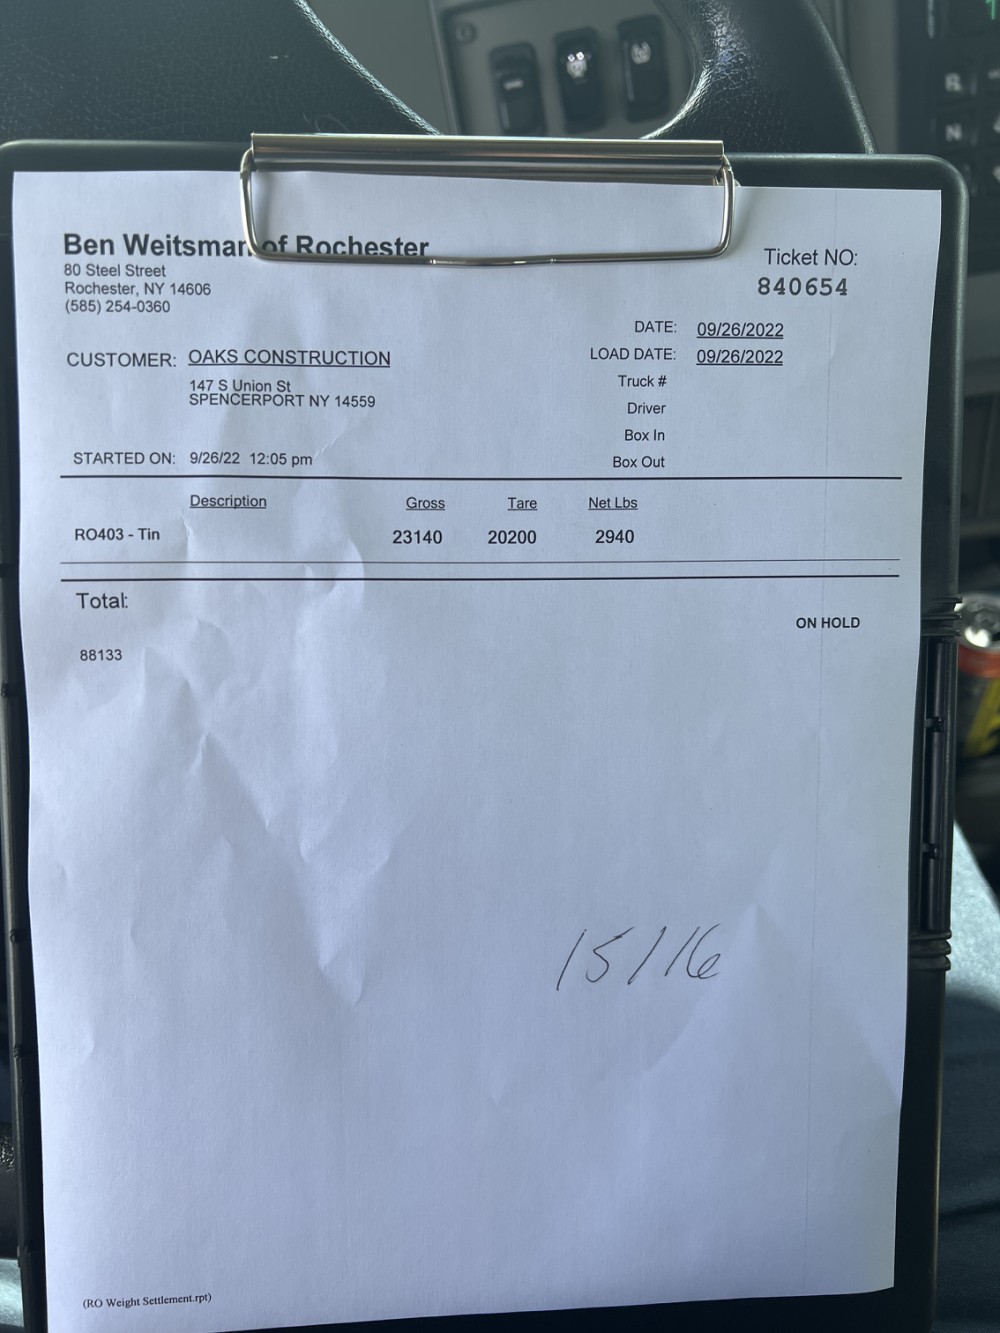 Ben Weitsman of Rochester
80 Steel Street
Rochester, NY 14606
(585) 254-0360
Ticket NO:
840654
DATE: 09/26/2022
LOAD DATE: 09/26/2022
Truck #
Driver
Box In
Box Out
CUSTOMER: OAKS CONSTRUCTION
147 S Union St
SPENCERPORT NY 14559
STARTED ON: 9/26/22 12:05 pm
Description Gross Tare Net Lbs
RO403 - Tin 23140 20200 2940
Total:
ON HOLD
88133
15/16
(RO Weight Settlement.rpt)
R
N